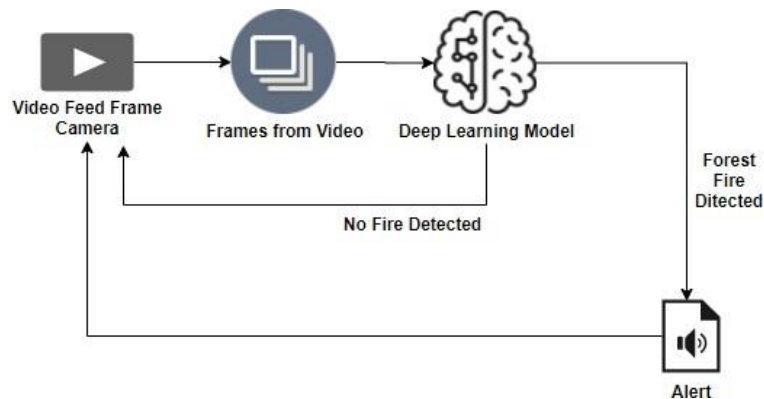 Video Feed Frame
Camera
Frames from Video
Deep Learning Model
Forest
Fire
Ditected
No Fire Detected
Alert